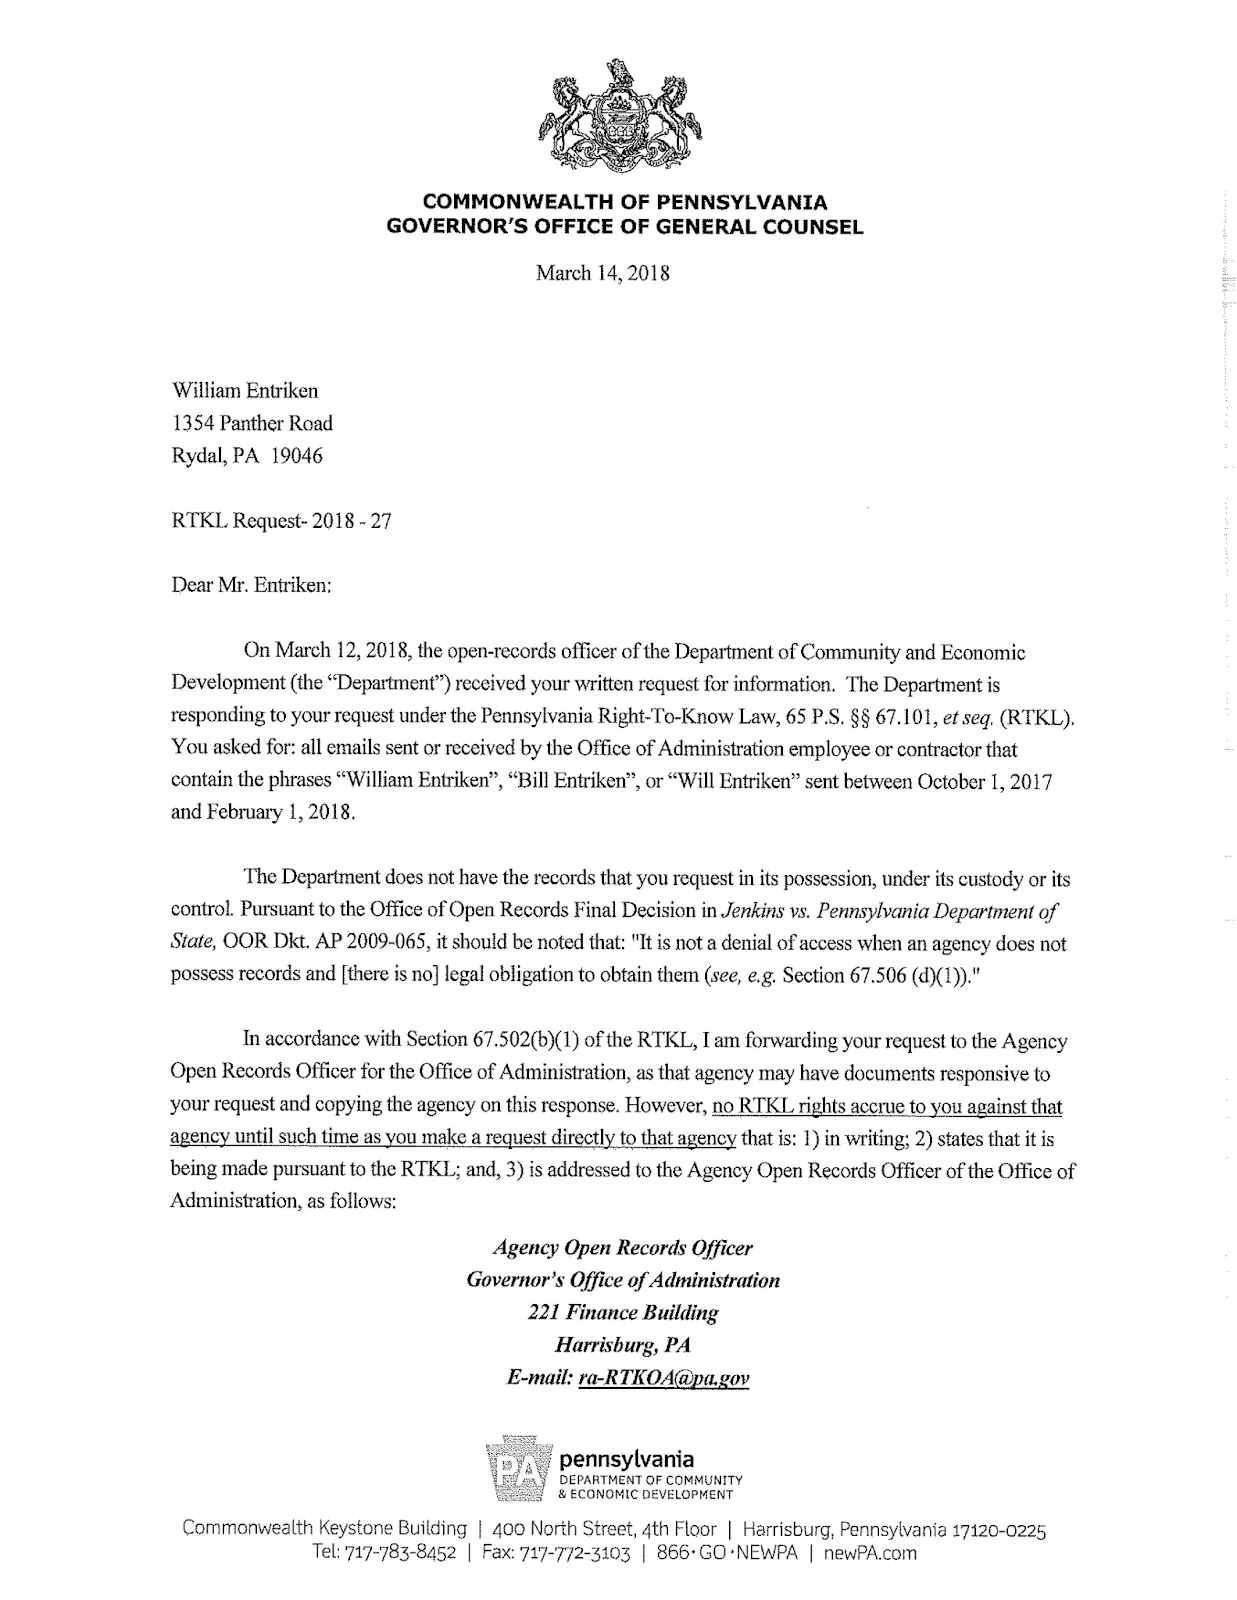 COMMONWEALTH OF PENNSYLVANIA
GOVERNOR'S OFFICE OF GENERAL COUNSEL
March 14, 2018
William Entriken
1354 Panther Road
Rydal, PA 19046
RTKL Request- 2018 - 27
Dear Mr. Entriken:
On March 12, 2018, the open-records officer of the Department of Community and Economic
Development (the “Department”) received your written request for information. The Department is
responding to your request under the Pennsylvania Right-To-Know Law, 65 P.S. §§ 67.101, et seq. (RTKL).
You asked for: all emails sent or received by the Office of Administration employee or contractor that
contain the phrases “William Entriken”, “Bill Entriken”, or “Will Entriken” sent between October 1, 2017
and February 1, 2018.
The Department does not have the records that you request in its possession, under its custody or its
control. Pursuant to the Office of Open Records Final Decision in Jenkins vs. Pennsylvania Department of
State, OOR Dkt. AP 2009-065, it should be noted that: "It is not a denial of access when an agency does not
possess records and [there is no] legal obligation to obtain them (see, e.g. Section 67.506 (d)(1))."
In accordance with Section 67.502(b)(1) of the RTKL, I am forwarding your request to the Agency
Open Records Officer for the Office of Administration, as that agency may have documents responsive to
your request and copying the agency on this response. However, no RTKL rights accrue to you against that
agency until such time as you make a request directly to that agency that is: 1) in writing; 2) states that it is
being made pursuant to the RTKL; and, 3) is addressed to the Agency Open Records Officer of the Office of
Administration, as follows:
Agency Open Records Officer
Governor's Office of Administration
221 Finance Building
Harrisburg, PA
E-mail: ra-RTKOA@pa.gov
PA pennsylvania
DEPARTMENT OF COMMUNITY
& ECONOMIC DEVELOPMENT
Commonwealth Keystone Building | 400 North Street, 4th Floor | Harrisburg, Pennsylvania 17120-0225
Tel: 717-783-8452 | Fax: 717-772-3103 | 866·GO·NEWPA | newPA.com